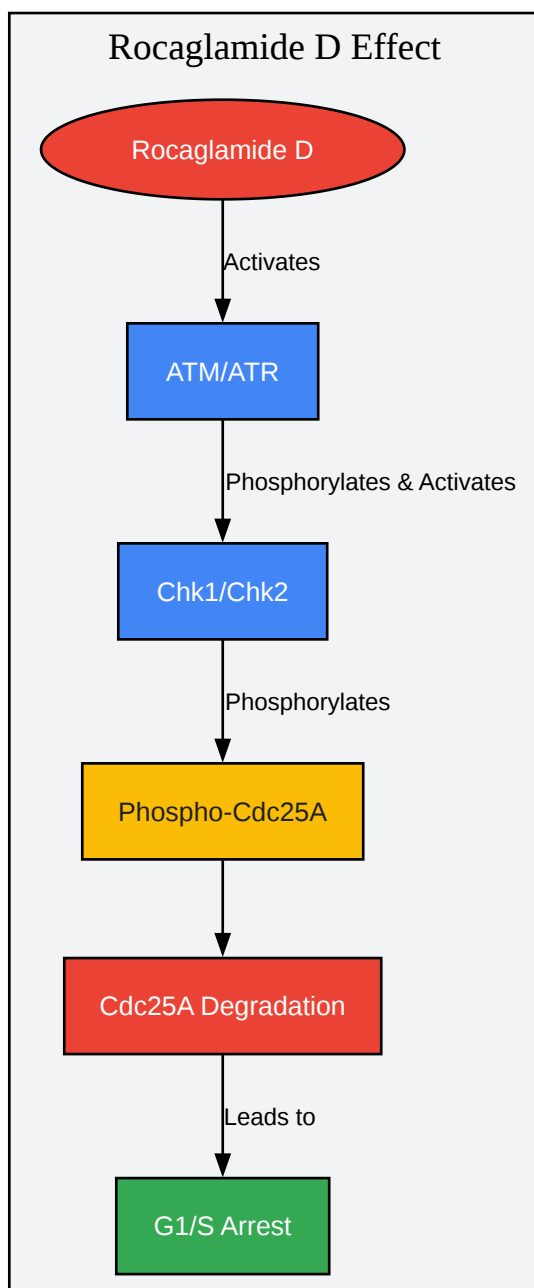 Rocaglamide D Effect
Rocaglamide D
Activates
ATM/ATR
Phosphorylates & Activates
Chk1/Chk2
Phosphorylates
Phospho-Cdc25A
Cdc25A Degradation
Leads to
G1/S Arrest